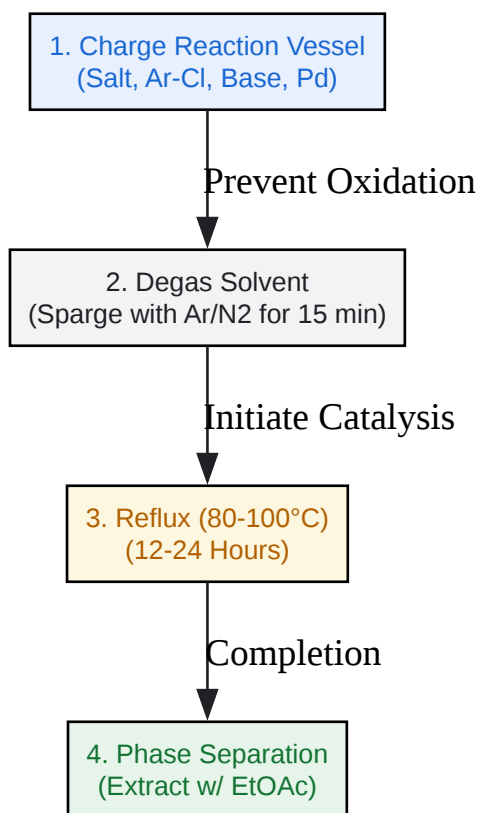 1. Charge Reaction Vessel
(Salt, Ar-Cl, Base, Pd)
Prevent Oxidation
2. Degas Solvent
(Sparge with Ar/N2 for 15 min)
Initiate Catalysis
3. Reflux (80-100°C)
(12-24 Hours)
Completion
4. Phase Separation
(Extract w/ EtOAc)